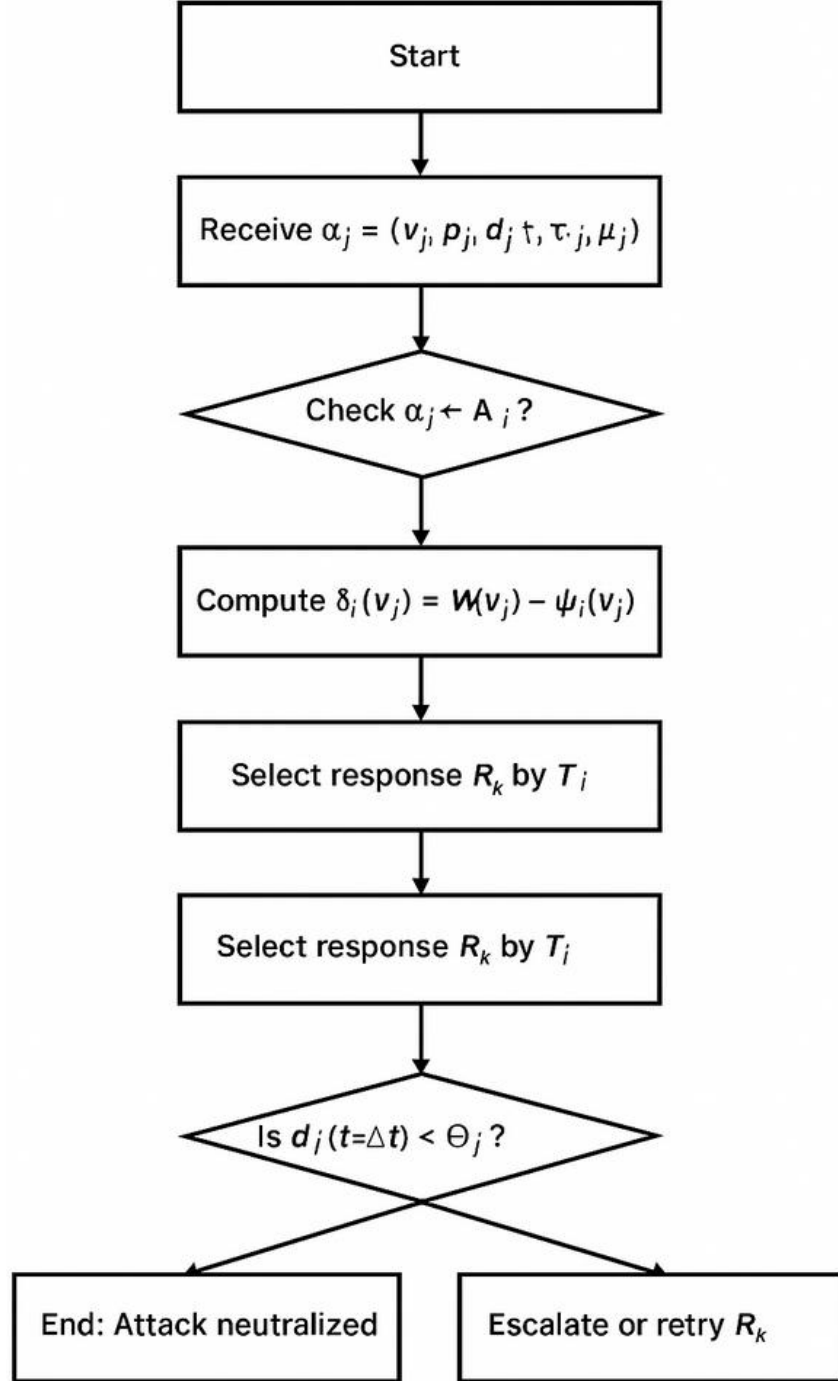 Start
Receive αⱼ = (vⱼ, pⱼ, dⱼ t, τ·ⱼ, μⱼ)
Check αⱼ ← A ᵢ ?
Compute δᵢ(vⱼ) = W(vⱼ) – ψᵢ(vⱼ)
Select response Rₖ by Tᵢ
Select response Rₖ by Tᵢ
Is dⱼ(t=Δt) < Θⱼ ?
End: Attack neutralized
Escalate or retry Rₖ